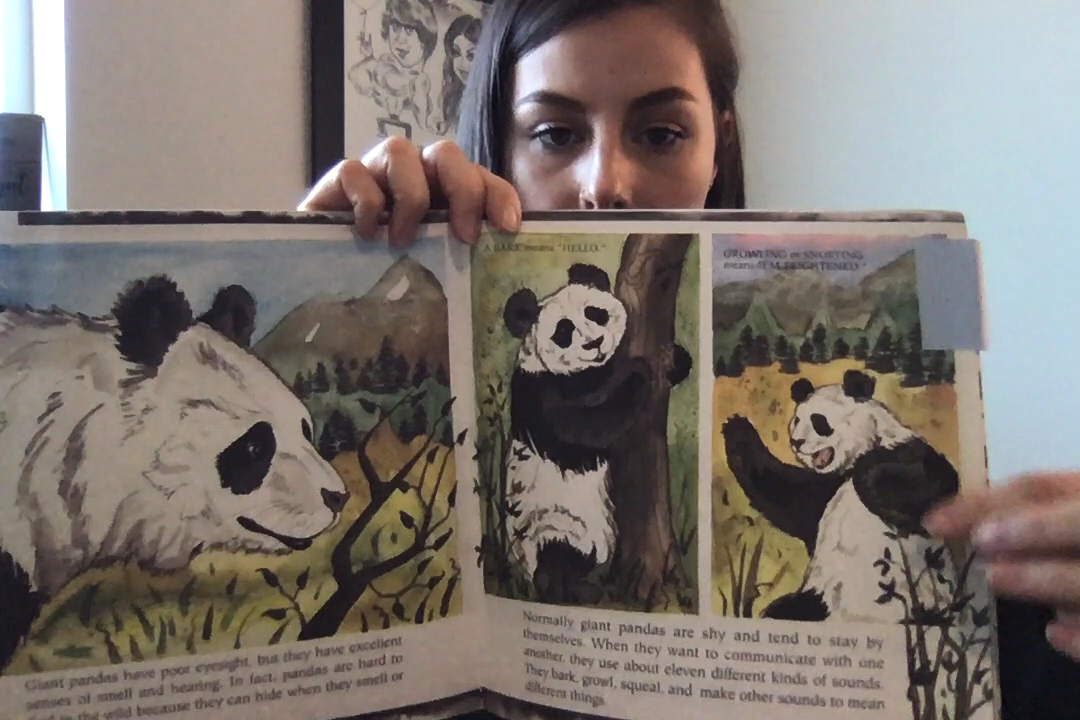 A BARK means "HELLO."
GROWLING or SNORTING
means "I'M FRIGHTENED."
Giant pandas have poor eyesight, but they have excellent
senses of smell and hearing. In fact, pandas are hard to
in the wild because they can hide when they smell or
Normally giant pandas are shy and tend to stay by
themselves. When they want to communicate with one
another, they use about eleven different kinds of sounds.
They bark, growl, squeal, and make other sounds to mean
different things.